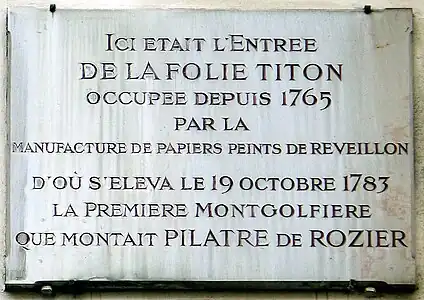 ICI ETAIT L'ENTREE
DE LA FOLIE TITON
OCCUPEE DEPUIS 1765
PAR LA
MANUFACTURE DE PAPIERS PEINTS DE REVEILLON
D'OÙ S'ELEVA LE 19 OCTOBRE 1783
LA PREMIERE MONTGOLFIERE
QUE MONTAIT PILATRE DE ROZIER